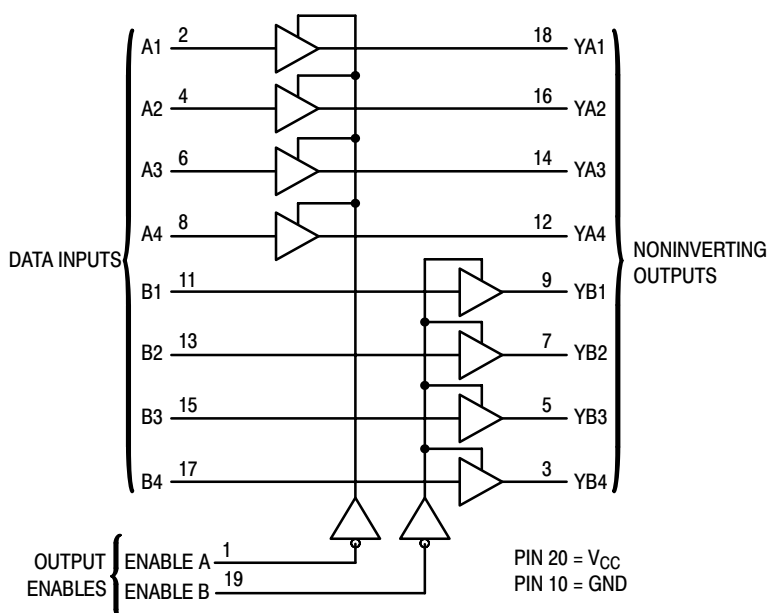 A1 2 18 YA1
A2 4 16 YA2
A3 6 14 YA3
A4 8 12 YA4
DATA INPUTS
NONINVERTING
OUTPUTS
B1 11 9 YB1
B2 13 7 YB2
B3 15 5 YB3
B4 17 3 YB4
OUTPUT
ENABLES
ENABLE A 1
ENABLE B 19
PIN 20 = VCC
PIN 10 = GND